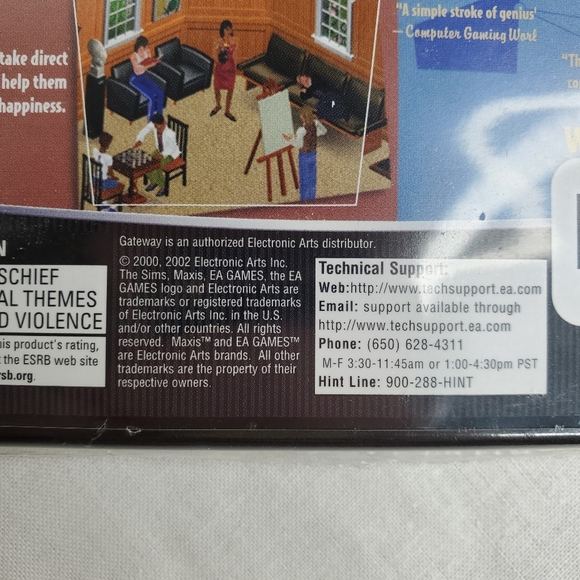 take direct
help them
happiness.
"A simple stroke of genius'
— Computer Gaming Worl
"Th
co
Gateway is an authorized Electronic Arts distributor.
© 2000, 2002 Electronic Arts Inc.
The Sims, Maxis, EA GAMES, the EA
GAMES logo and Electronic Arts are
trademarks or registered trademarks
of Electronic Arts Inc. in the U.S.
and/or other countries. All rights
reserved. Maxis™ and EA GAMES™
are Electronic Arts brands. All other
trademarks are the property of their
respective owners.
N
SCHIEF
AL THEMES
D VIOLENCE
his product's rating,
t the ESRB web site
rsb.org.
Technical Support:
Web:http://www.techsupport.ea.com
Email: support available through
http://www.techsupport.ea.com
Phone: (650) 628-4311
M-F 3:30-11:45am or 1:00-4:30pm PST
Hint Line: 900-288-HINT